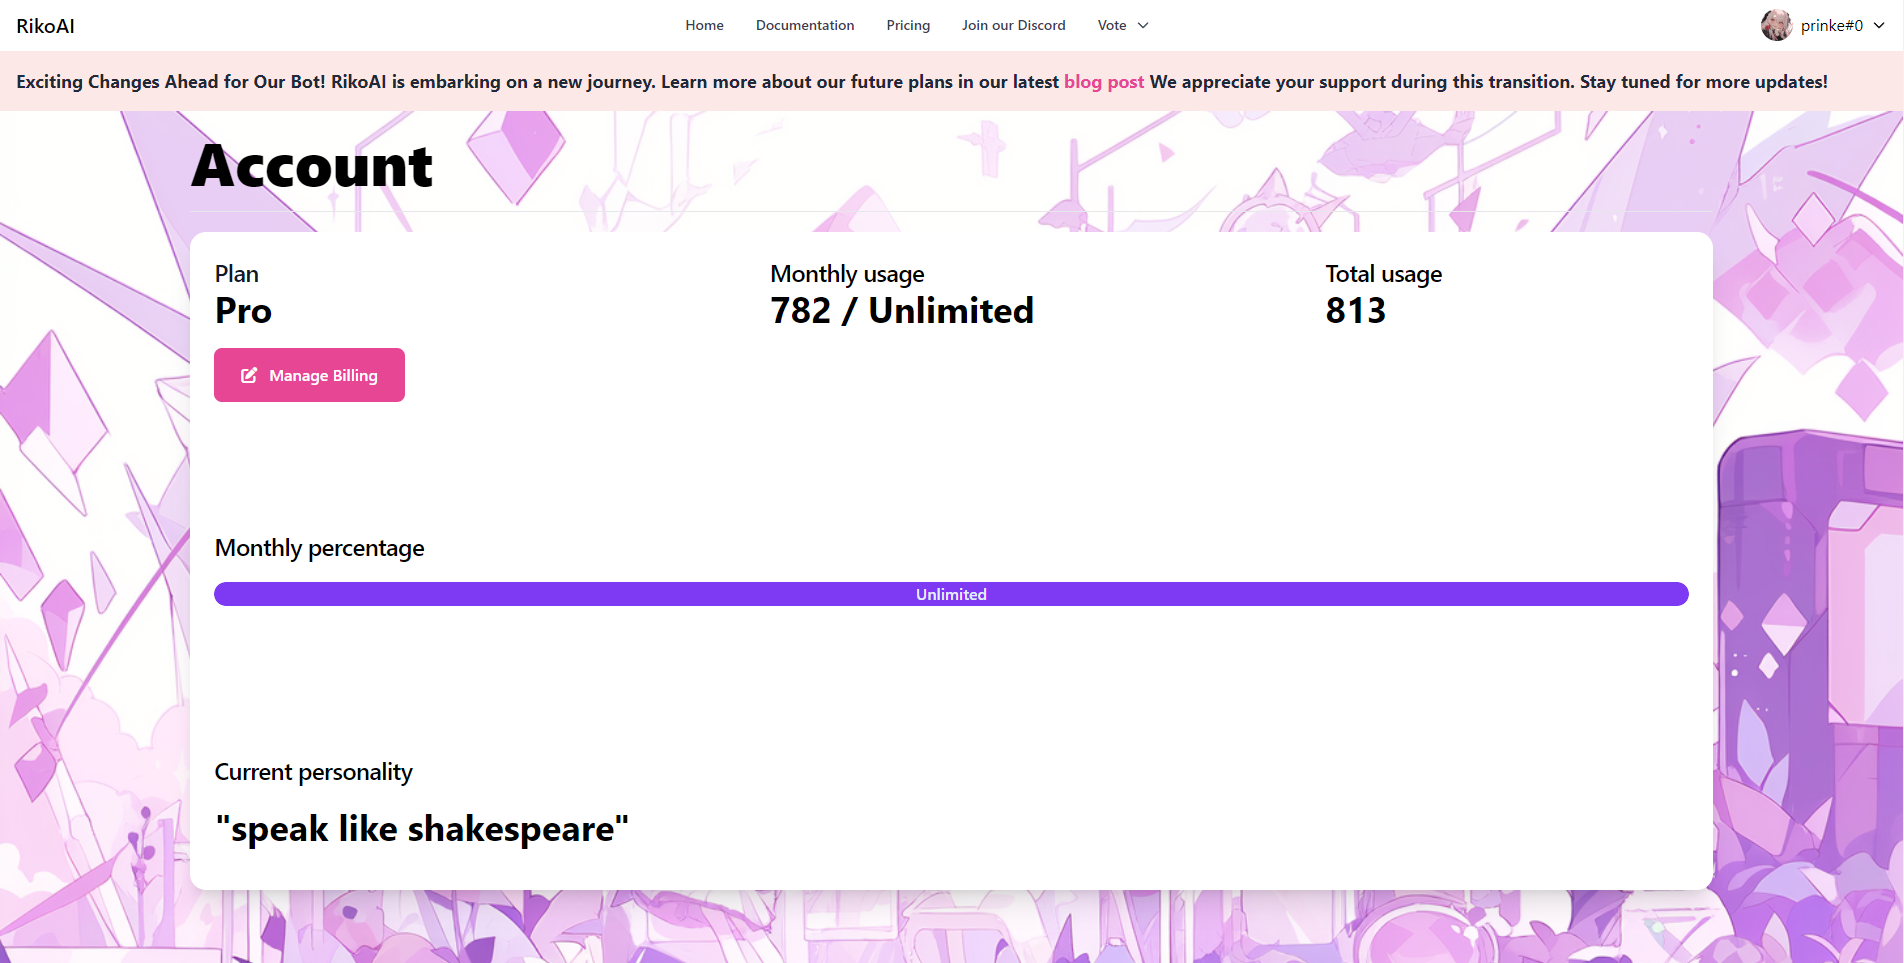 RikoAI
Home Documentation Pricing Join our Discord Vote
prinke#0
Exciting Changes Ahead for Our Bot! RikoAI is embarking on a new journey. Learn more about our future plans in our latest blog post We appreciate your support during this transition. Stay tuned for more updates!
Account
Plan
Pro
Manage Billing
Monthly usage
782 / Unlimited
Total usage
813
Monthly percentage
Unlimited
Current personality
"speak like shakespeare"